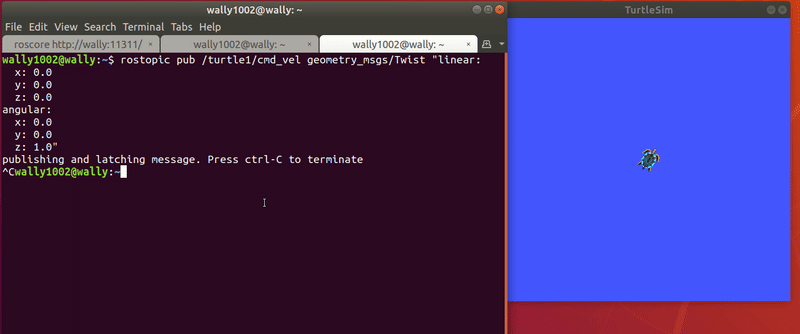 wally1002@wally: ~
TurtleSim
File Edit View Search Terminal Tabs Help
roscore http://wally:11311/ ×
wally1002@wally: ~ ×
wally1002@wally: ~ ×
wally1002@wally:~$ rostopic pub /turtle1/cmd_vel geometry_msgs/Twist "linear:
  x: 0.0
  y: 0.0
  z: 0.0
angular:
  x: 0.0
  y: 0.0
  z: 1.0"
publishing and latching message. Press ctrl-C to terminate
^Cwally1002@wally:~